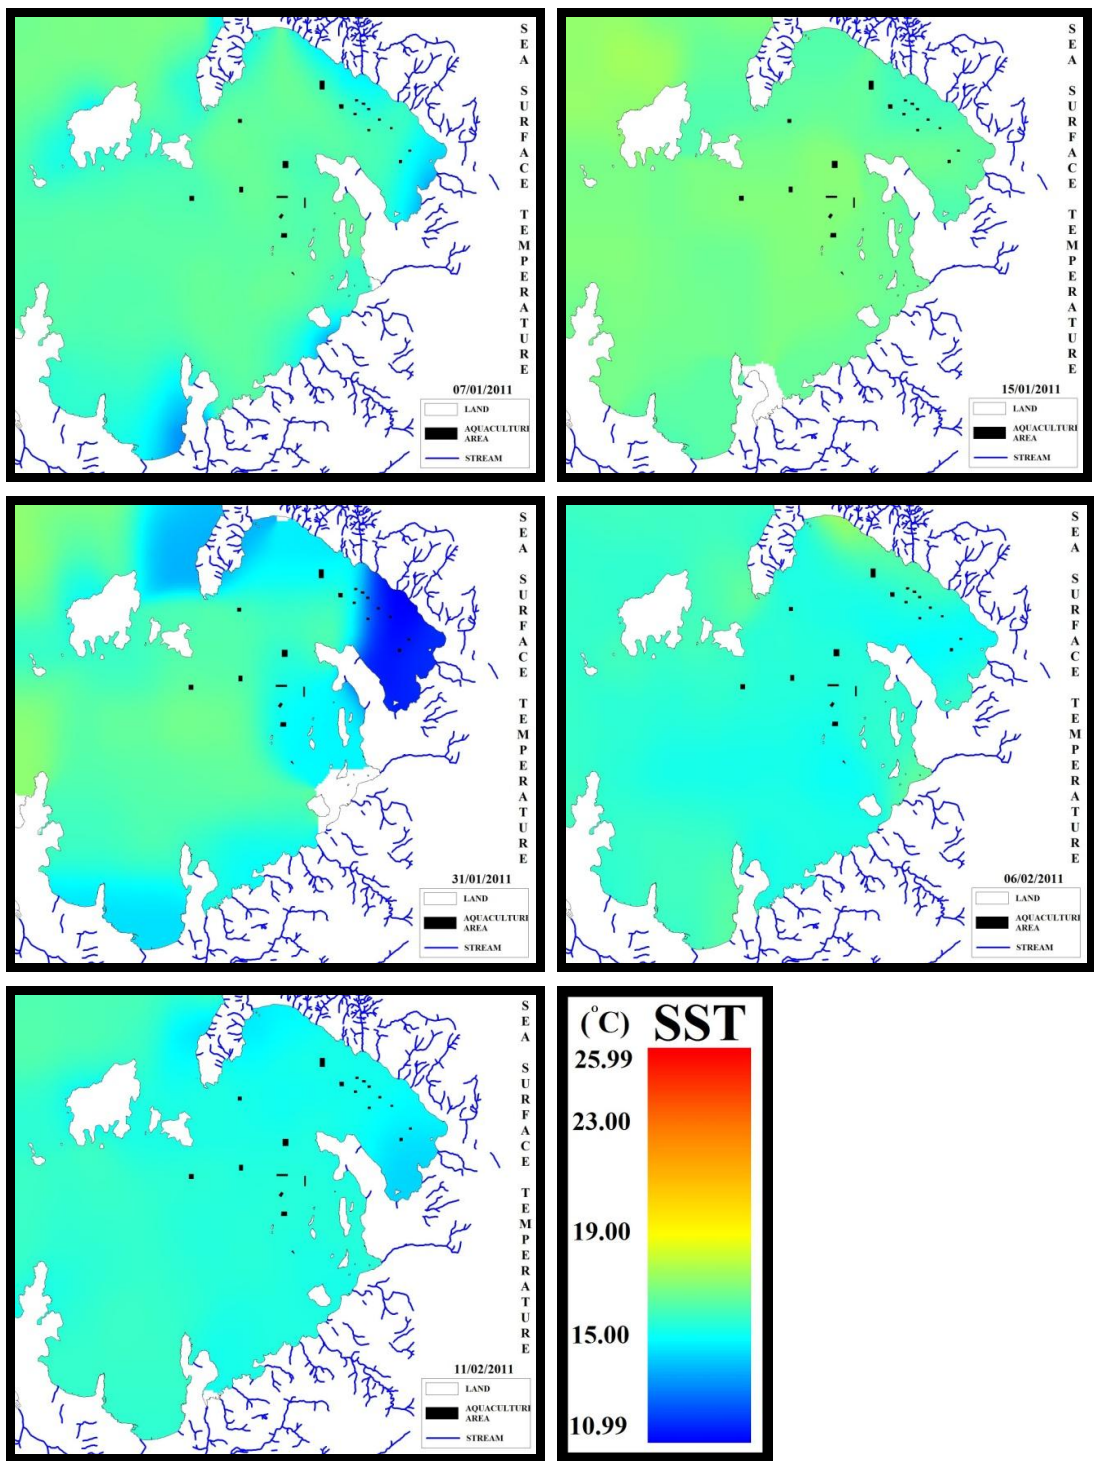 SEA SURFACE TEMPERATURE
07/01/2011
LAND
AQUACULTURE
AREA
STREAM
SEA SURFACE TEMPERATURE
15/01/2011
LAND
AQUACULTURE
AREA
STREAM
SEA SURFACE TEMPERATURE
31/01/2011
LAND
AQUACULTURE
AREA
STREAM
SEA SURFACE TEMPERATURE
06/02/2011
LAND
AQUACULTURE
AREA
STREAM
SEA SURFACE TEMPERATURE
11/02/2011
LAND
AQUACULTURE
AREA
STREAM
(°C) SST
25.99
23.00
19.00
15.00
10.99